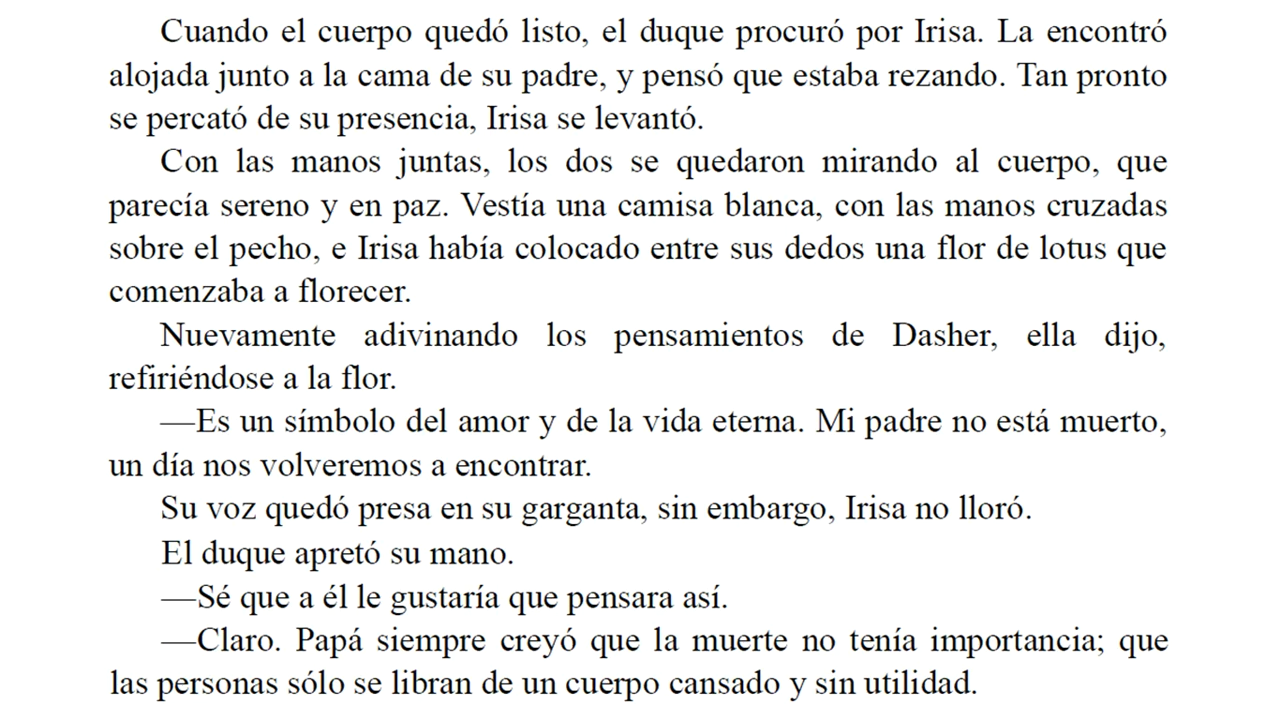 Cuando el cuerpo quedó listo, el duque procuró por Irisa. La encontró
alojada junto a la cama de su padre, y pensó que estaba rezando. Tan pronto
se percató de su presencia, Irisa se levantó.
Con las manos juntas, los dos se quedaron mirando al cuerpo, que
parecía sereno y en paz. Vestía una camisa blanca, con las manos cruzadas
sobre el pecho, e Irisa había colocado entre sus dedos una flor de lotus que
comenzaba a florecer.
Nuevamente adivinando los pensamientos de Dasher, ella dijo,
refiriéndose a la flor.
—Es un símbolo del amor y de la vida eterna. Mi padre no está muerto,
un día nos volveremos a encontrar.
Su voz quedó presa en su garganta, sin embargo, Irisa no lloró.
El duque apretó su mano.
—Sé que a él le gustaría que pensara así.
—Claro. Papá siempre creyó que la muerte no tenía importancia; que
las personas sólo se libran de un cuerpo cansado y sin utilidad.